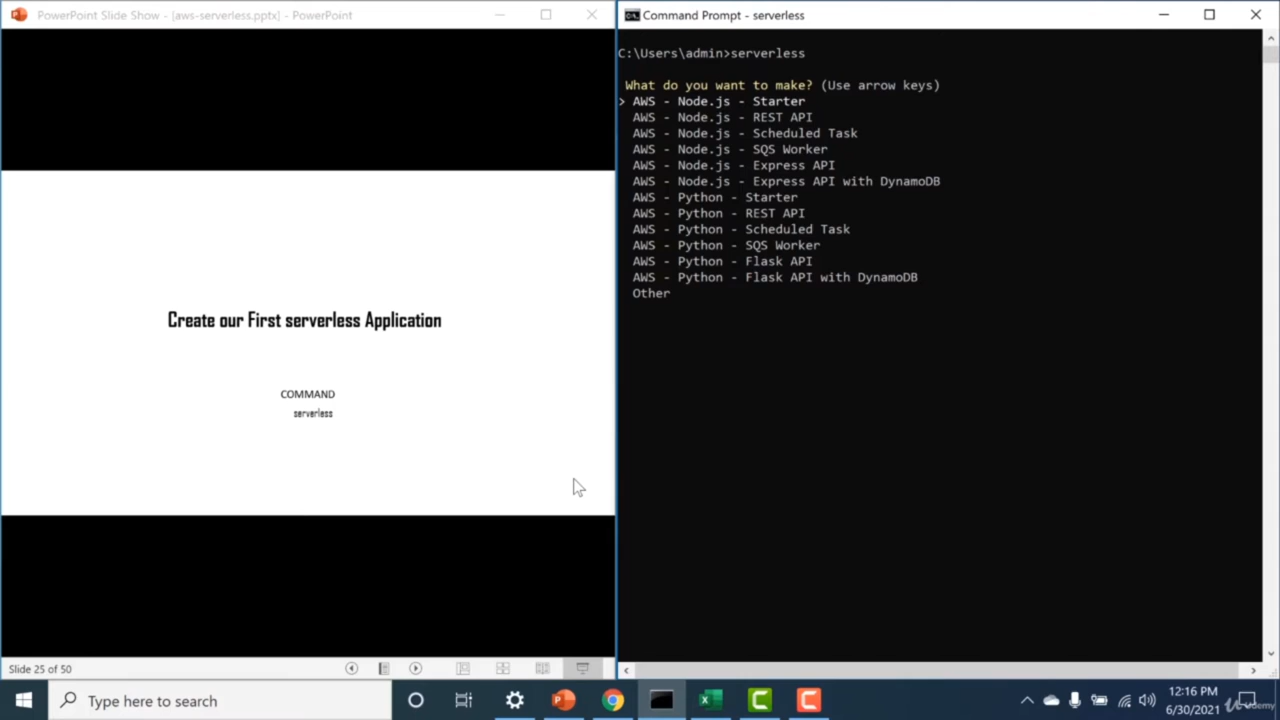 PowerPoint Slide Show - [aws-serverless.pptx] - PowerPoint
Create our First serverless Application
COMMAND
serverless
Slide 25 of 50
Command Prompt - serverless
C:\Users\admin>serverless
What do you want to make? (Use arrow keys)
> AWS - Node.js - Starter
AWS - Node.js - REST API
AWS - Node.js - Scheduled Task
AWS - Node.js - SQS Worker
AWS - Node.js - Express API
AWS - Node.js - Express API with DynamoDB
AWS - Python - Starter
AWS - Python - REST API
AWS - Python - Scheduled Task
AWS - Python - SQS Worker
AWS - Python - Flask API
AWS - Python - Flask API with DynamoDB
Other
Type here to search
12:16 PM
6/30/2021
Udemy